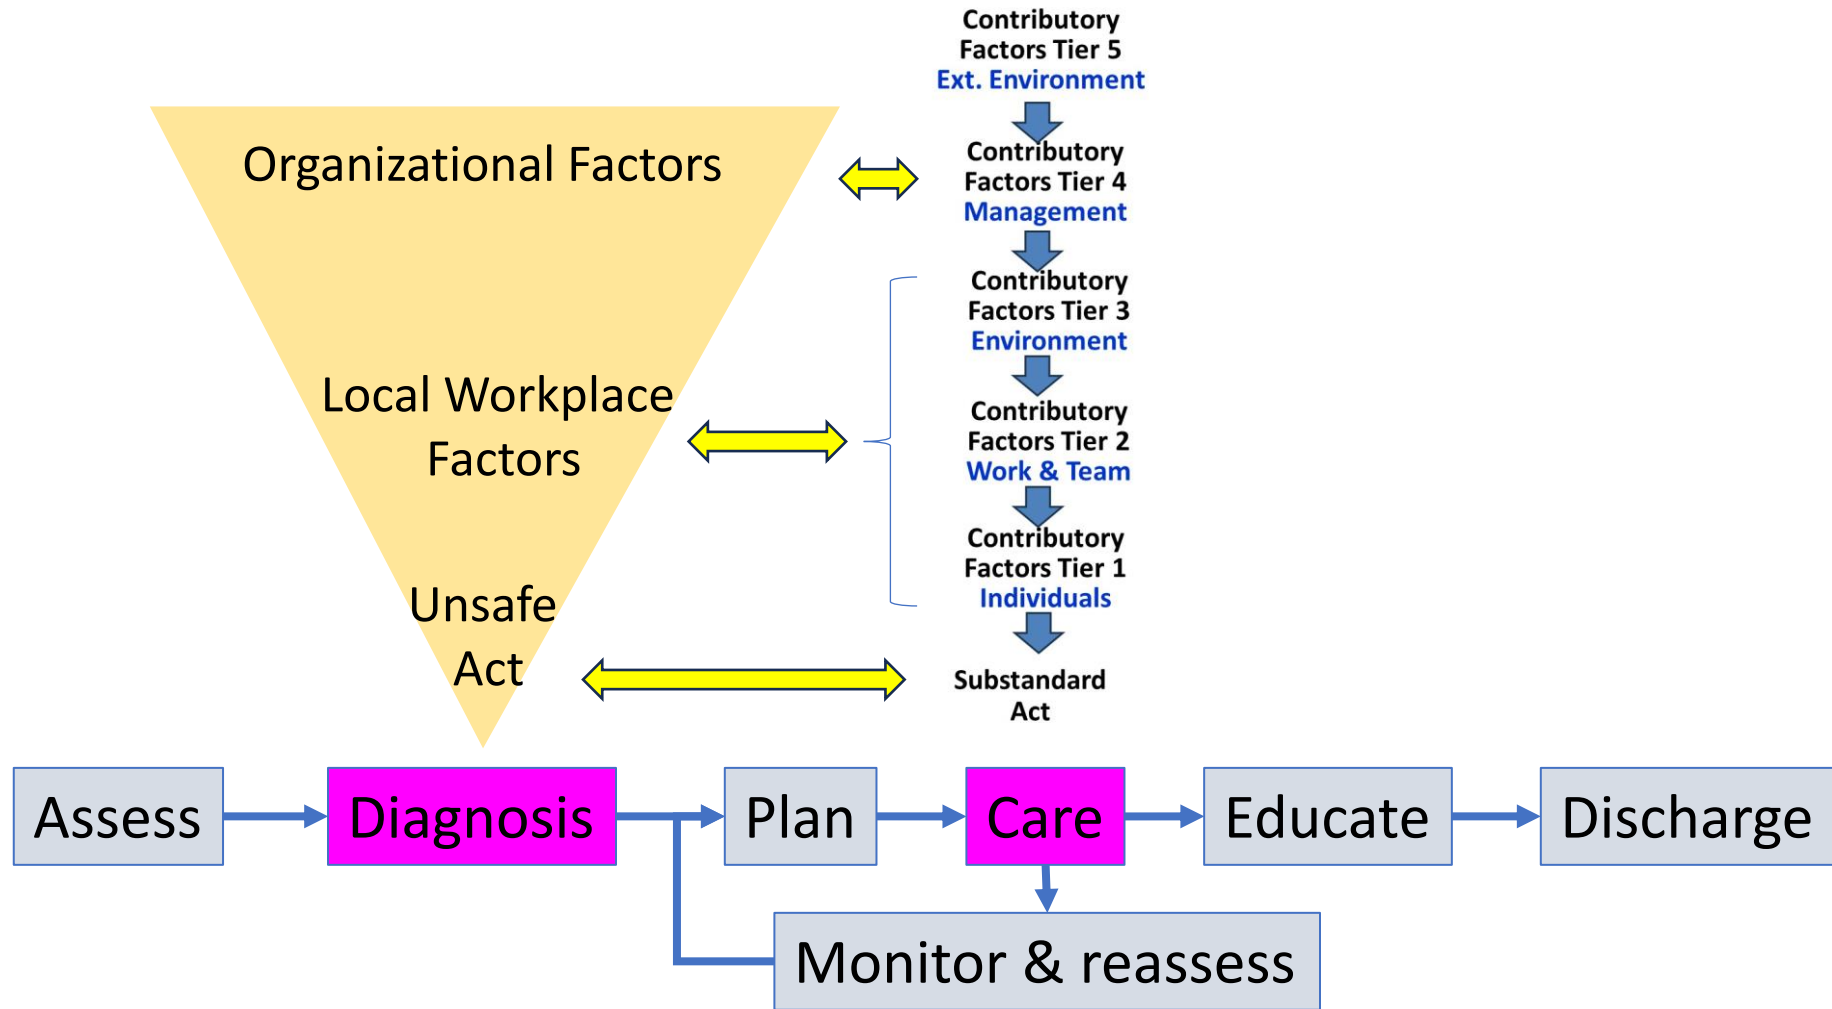 Organizational Factors
Local Workplace
Factors
Unsafe
Act
Contributory
Factors Tier 5
Ext. Environment
Contributory
Factors Tier 4
Management
Contributory
Factors Tier 3
Environment
Contributory
Factors Tier 2
Work & Team
Contributory
Factors Tier 1
Individuals
Substandard
Act
Assess
Diagnosis
Plan
Care
Educate
Discharge
Monitor & reassess